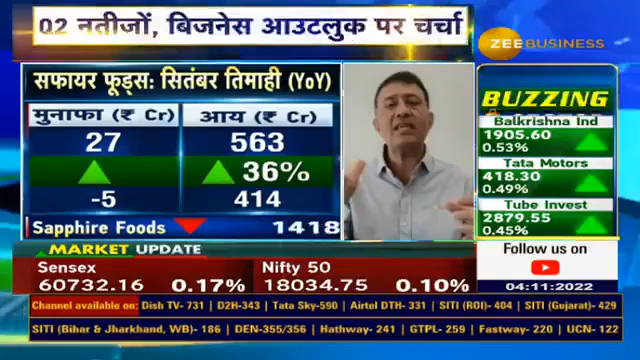 02 नतीजों, बिजनेस आउटलुक पर चर्चा
ZEE BUSINESS
सफायर फूड्स: सितंबर तिमाही (YoY)
मुनाफा (₹ Cr) आय (₹ Cr)
27 563
36%
-5 414
Sapphire Foods 1418
BUZZING
Balkrishna Ind
1905.60
0.53%
Tata Motors
418.30
0.49%
Tube Invest
2879.55
0.45%
MARKET UPDATE
Sensex Nifty 50
60732.16 0.17% 18034.75 0.10%
Follow us on
04:11:2022
Channel available on: Dish TV- 731 | D2H-343 | Tata Sky-590 | Airtel DTH- 331 | SITI (ROI)- 404 | SITI (Gujarat)- 429
SITI (Bihar & Jharkhand, WB)- 186 | DEN-355/356 | Hathway- 241 | GTPL- 259 | Fastway- 220 | UCN- 122